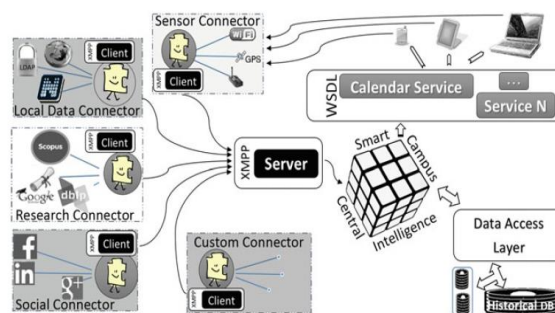 Sensor Connector
Wi Fi
GPS
XMPP
Client
LDAP
XMPP
Client
Local Data Connector
WSDL
Calendar Service
...
Service N
Scopus
Google
dblp
XMPP
Client
Research Connector
XMPP
Server
Smart
Campus
Central
Intelligence
f
in
g+
XMPP
Client
Social Connector
Custom Connector
XMPP
Client
Data Access
Layer
Historical DB